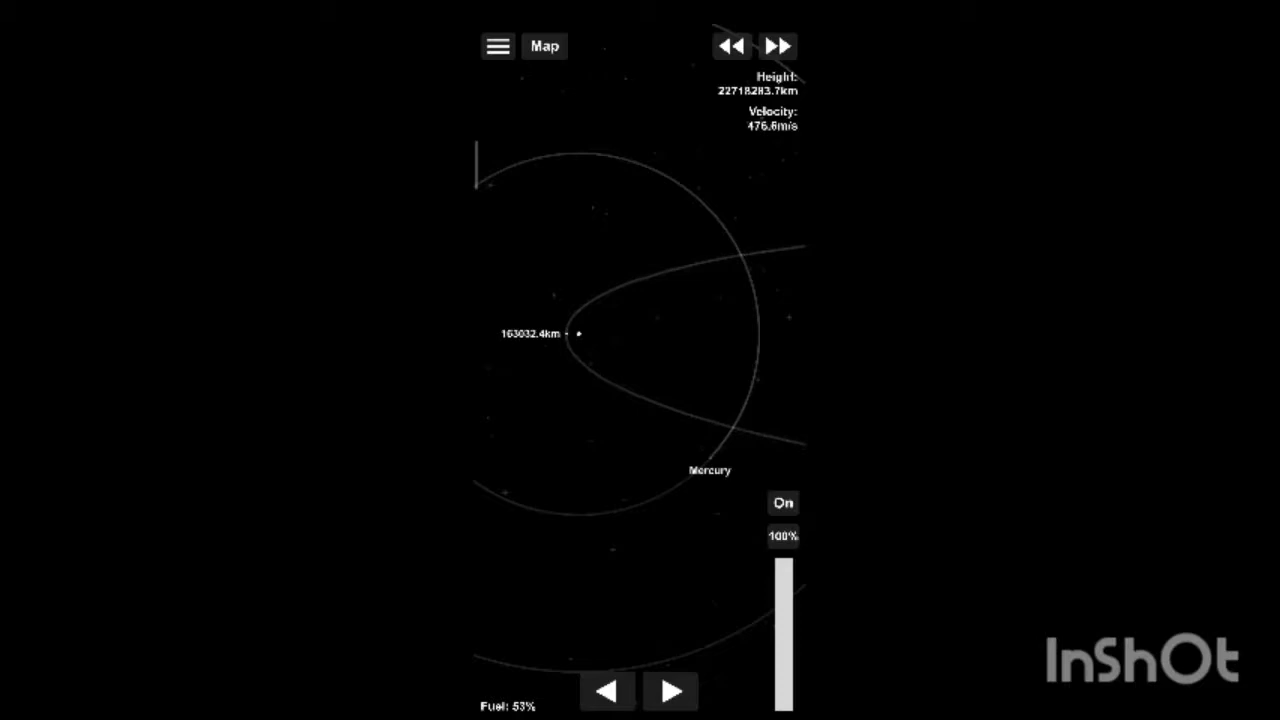 Map
Height:
22718283.7km
Velocity:
476.6m/s
163032.4km
Mercury
On
100%
Fuel: 53%
InShOt